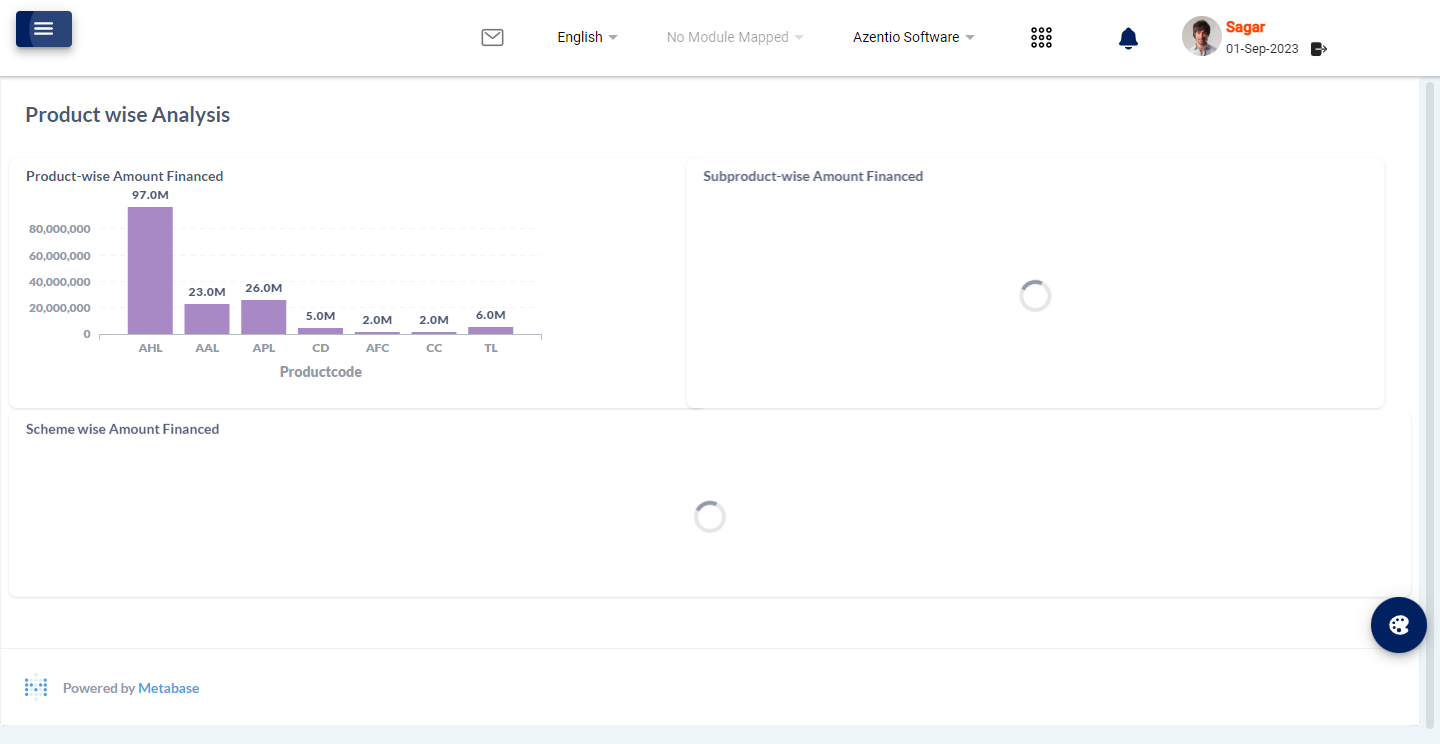 English
No Module Mapped
Azentio Software
Sagar
01-Sep-2023
Product wise Analysis
Product-wise Amount Financed
97.0M
80,000,000
60,000,000
40,000,000
20,000,000
0
23.0M
26.0M
5.0M
2.0M
2.0M
6.0M
AHL AAL APL CD AFC CC TL
Productcode
Subproduct-wise Amount Financed
Scheme wise Amount Financed
Powered by Metabase